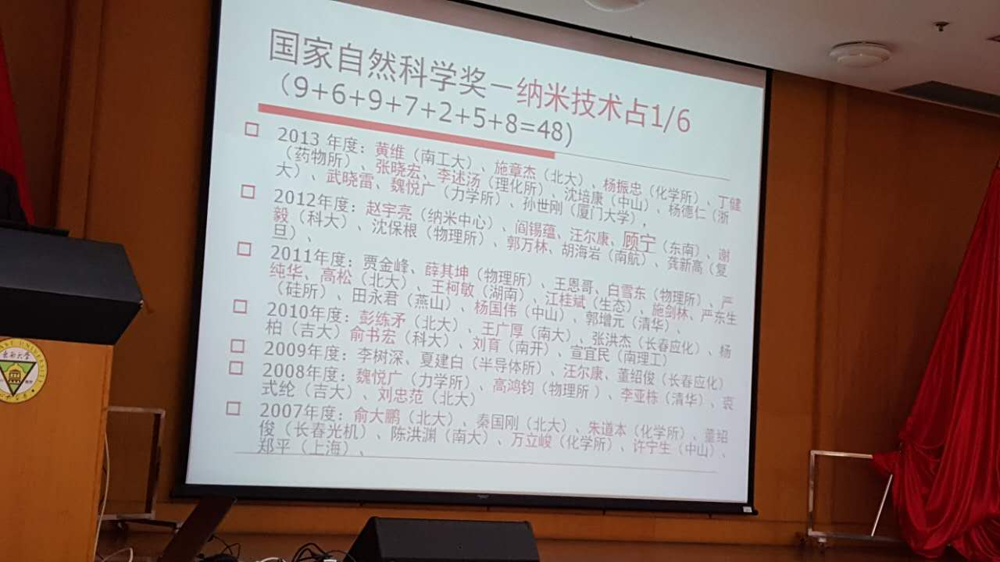 国家自然科学奖－纳米技术占1/6
（9+6+9+7+2+5+8=48)
2013 年度：黄维（南工大）、施章杰（北大）、杨振忠（化学所）、丁健
（药物所）、张晓宏、李述汤（理化所）、沈培康（中山）、杨德仁（浙
大）、武晓雷、魏悦广（力学所）、孙世刚（厦门大学），
2012年度：赵宇亮（纳米中心）、阎锡蕴、汪尔康、顾宁（东南）、谢
毅（科大）、沈保根（物理所）、郭万林、胡海岩（南航）、龚新高（复
旦）、
2011年度：贾金峰、薛其坤（物理所）、王恩哥、白雪东（物理所）、严
纯华、高松（北大）、王柯敏（湖南）、江桂斌（生态）、施剑林、严东生
（硅所）、田永君（燕山）、杨国伟（中山）、郭增元（清华）、
2010年度：彭练矛（北大）、王广厚（南大）、张洪杰（长春应化）、杨
柏（吉大）俞书宏（科大）、刘育（南开）、宣宜民（南理工）
2009年度：李树深、夏建白（半导体所）、汪尔康、董绍俊（长春应化）
2008年度：魏悦广（力学所）、高鸿钧（物理所 ）、李亚栋（清华）、裘
式纶（吉大）、刘忠范（北大）
2007年度：俞大鹏（北大）、秦国刚（北大）、朱道本（化学所）、董绍
俊（长春光机）、陈洪渊（南大）、万立峻（化学所）、许宁生（中山）、
郑平（上海）、